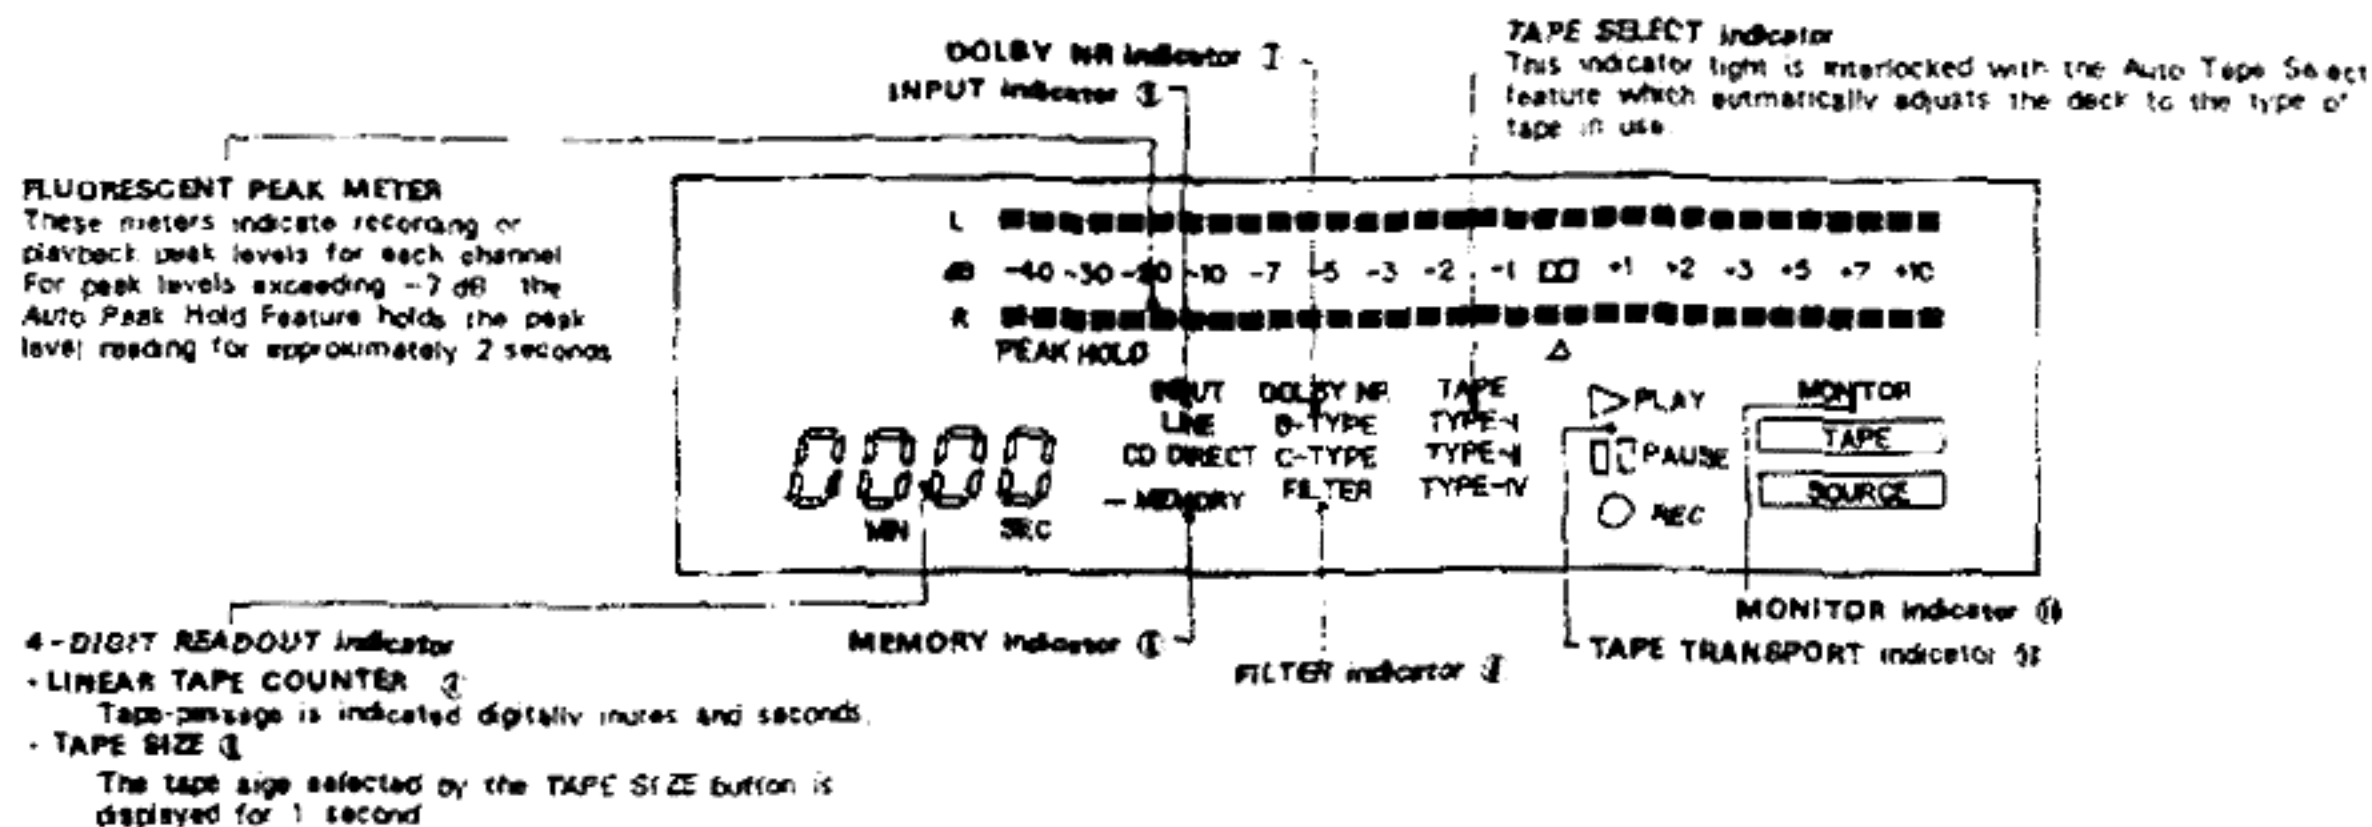 DOLBY NR indicator
INPUT indicator
TAPE SELECT indicator
This indicator light is interlocked with the Auto Tape Select
feature which autmatically adjusts the deck to the type of
tape in use.
FLUORESCENT PEAK METER
These meters indicate recording or
playback peak levels for each channel
For peak levels exceeding -7 dB the
Auto Peak Hold Feature holds the peak
level reading for approximately 2 seconds
L
dB -40 -30 -20 -10 -7 -5 -3 -2 -1 +1 +2 +3 +5 +7 +10
R
PEAK HOLD
INPUT DOLBY NR TAPE PLAY MONITOR
LINE B-TYPE TYPE-I TAPE
CD DIRECT C-TYPE TYPE-II PAUSE
00.00 - MEMORY FILTER TYPE-IV SOURCE
MIN SEC REC
MONITOR indicator
4-DIGIT READOUT indicator
MEMORY indicator
TAPE TRANSPORT indicator
FILTER indicator
· LINEAR TAPE COUNTER
Tape-passage is indicated digitally inutes and seconds.
· TAPE SIZE
The tape sige selected by the TAPE SIZE button is
displayed for 1 second